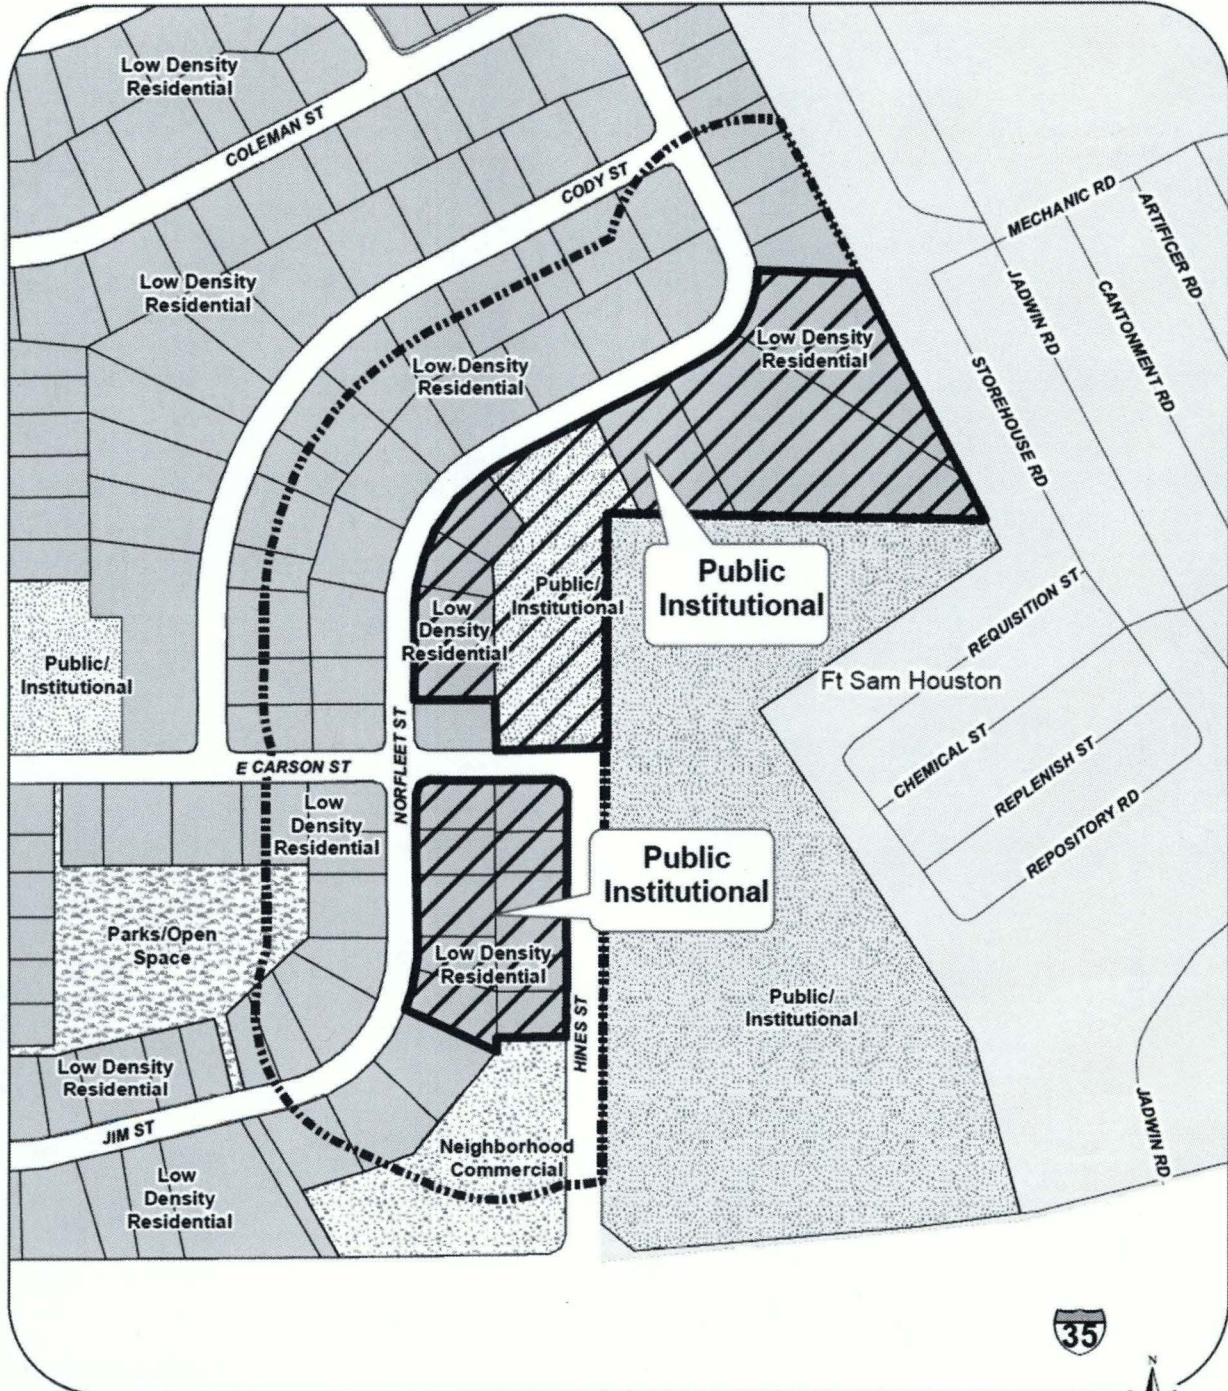 Low Density
Residential
COLEMAN ST
CODY ST
MECHANIC RD
ARTIFICER RD
Low Density
Residential
JADWIN RD
CANTONMENT RD
Low Density
Residential
Low Density
Residential
STOREHOUSE RD
Public
Institutional
Public/
Institutional
Low
Density
Residential
REQUISITION ST
Public/
Institutional
Ft Sam Houston
NORFLEET ST
E CARSON ST
CHEMICAL ST
REPLENISH ST
REPOSITORY RD
Low
Density
Residential
Public
Institutional
Parks/Open
Space
Low Density
Residential
Public/
Institutional
HINES ST
Low Density
Residential
JIM ST
JADWIN RD
Neighborhood
Commercial
Low
Density
Residential
35
N